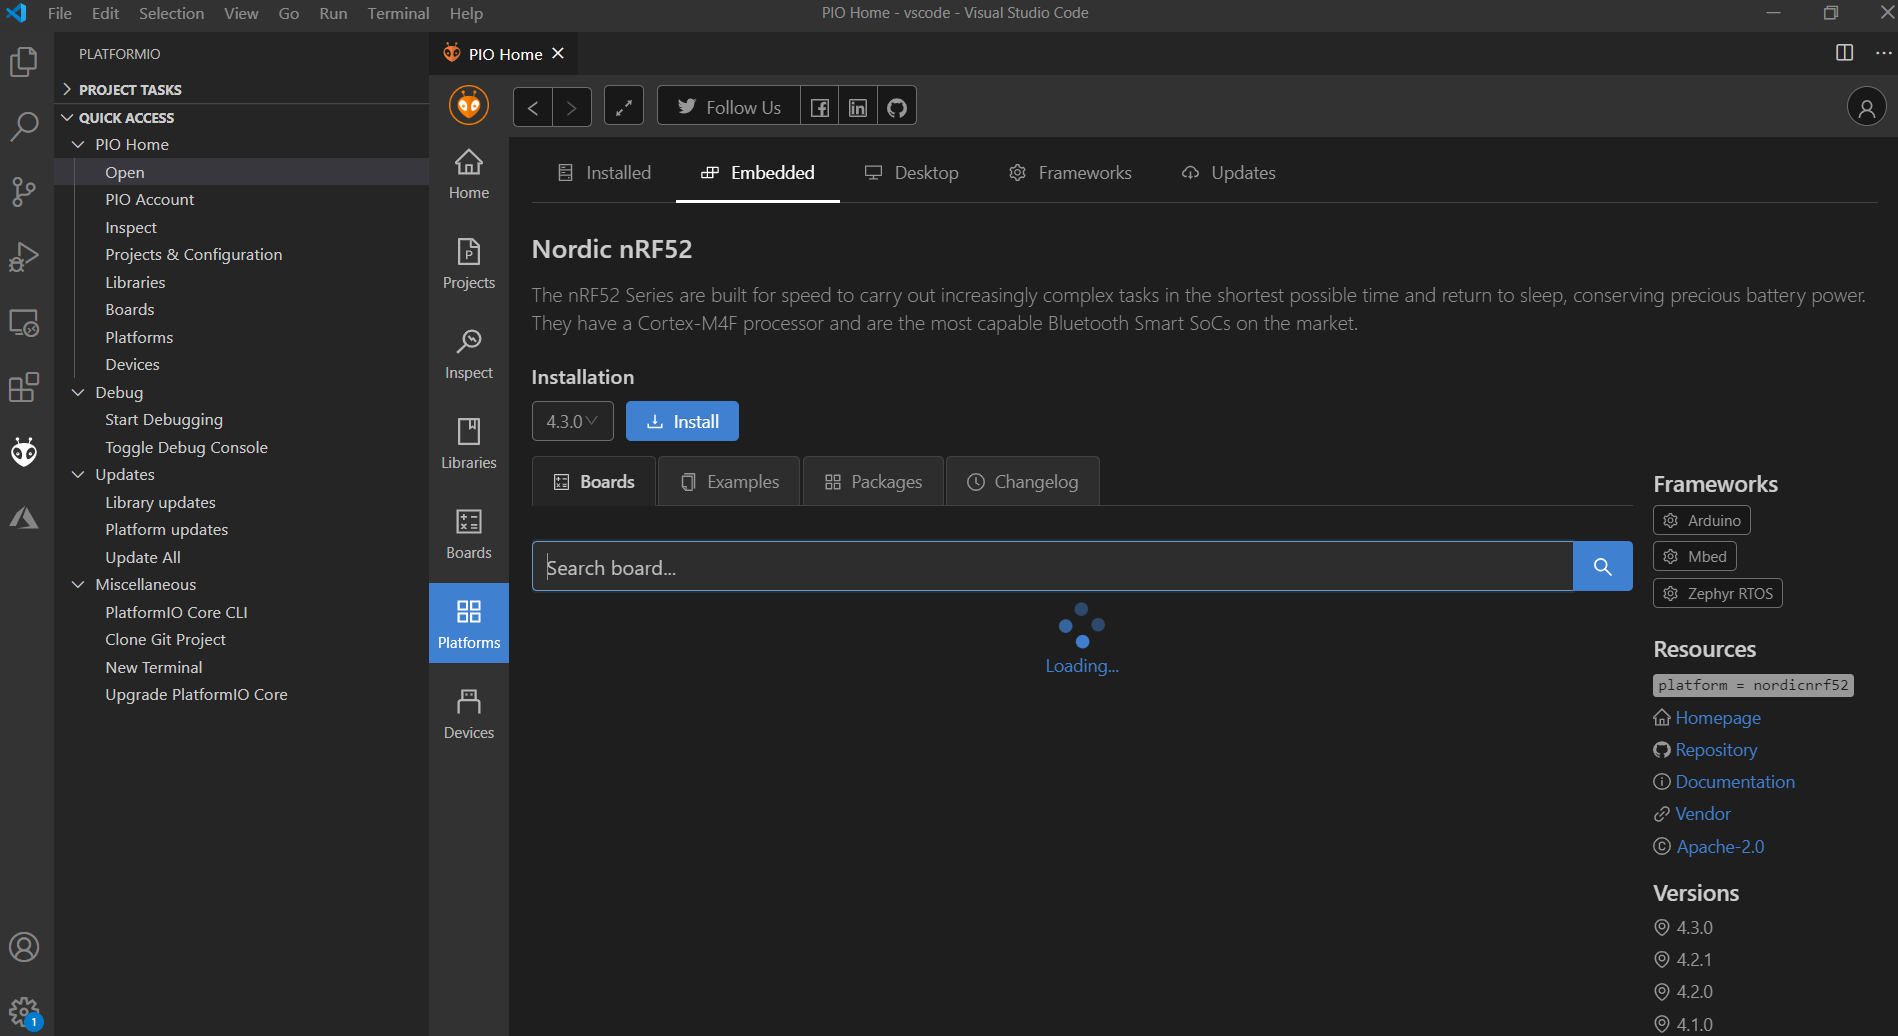 File Edit Selection View Go Run Terminal Help
PIO Home - vscode - Visual Studio Code
PLATFORMIO
PROJECT TASKS
QUICK ACCESS
PIO Home
Open
PIO Account
Inspect
Projects & Configuration
Libraries
Boards
Platforms
Devices
Debug
Start Debugging
Toggle Debug Console
Updates
Library updates
Platform updates
Update All
Miscellaneous
PlatformIO Core CLI
Clone Git Project
New Terminal
Upgrade PlatformIO Core
1
PIO Home
Home
Projects
Inspect
Libraries
Boards
Platforms
Devices
Follow Us
Installed Embedded Desktop Frameworks Updates
Nordic nRF52
The nRF52 Series are built for speed to carry out increasingly complex tasks in the shortest possible time and return to sleep, conserving precious battery power.
They have a Cortex-M4F processor and are the most capable Bluetooth Smart SoCs on the market.
Installation
4.3.0 Install
Boards Examples Packages Changelog
Search board...
Loading...
Frameworks
Arduino
Mbed
Zephyr RTOS
Resources
platform = nordicnrf52
Homepage
Repository
Documentation
Vendor
Apache-2.0
Versions
4.3.0
4.2.1
4.2.0
4.1.0